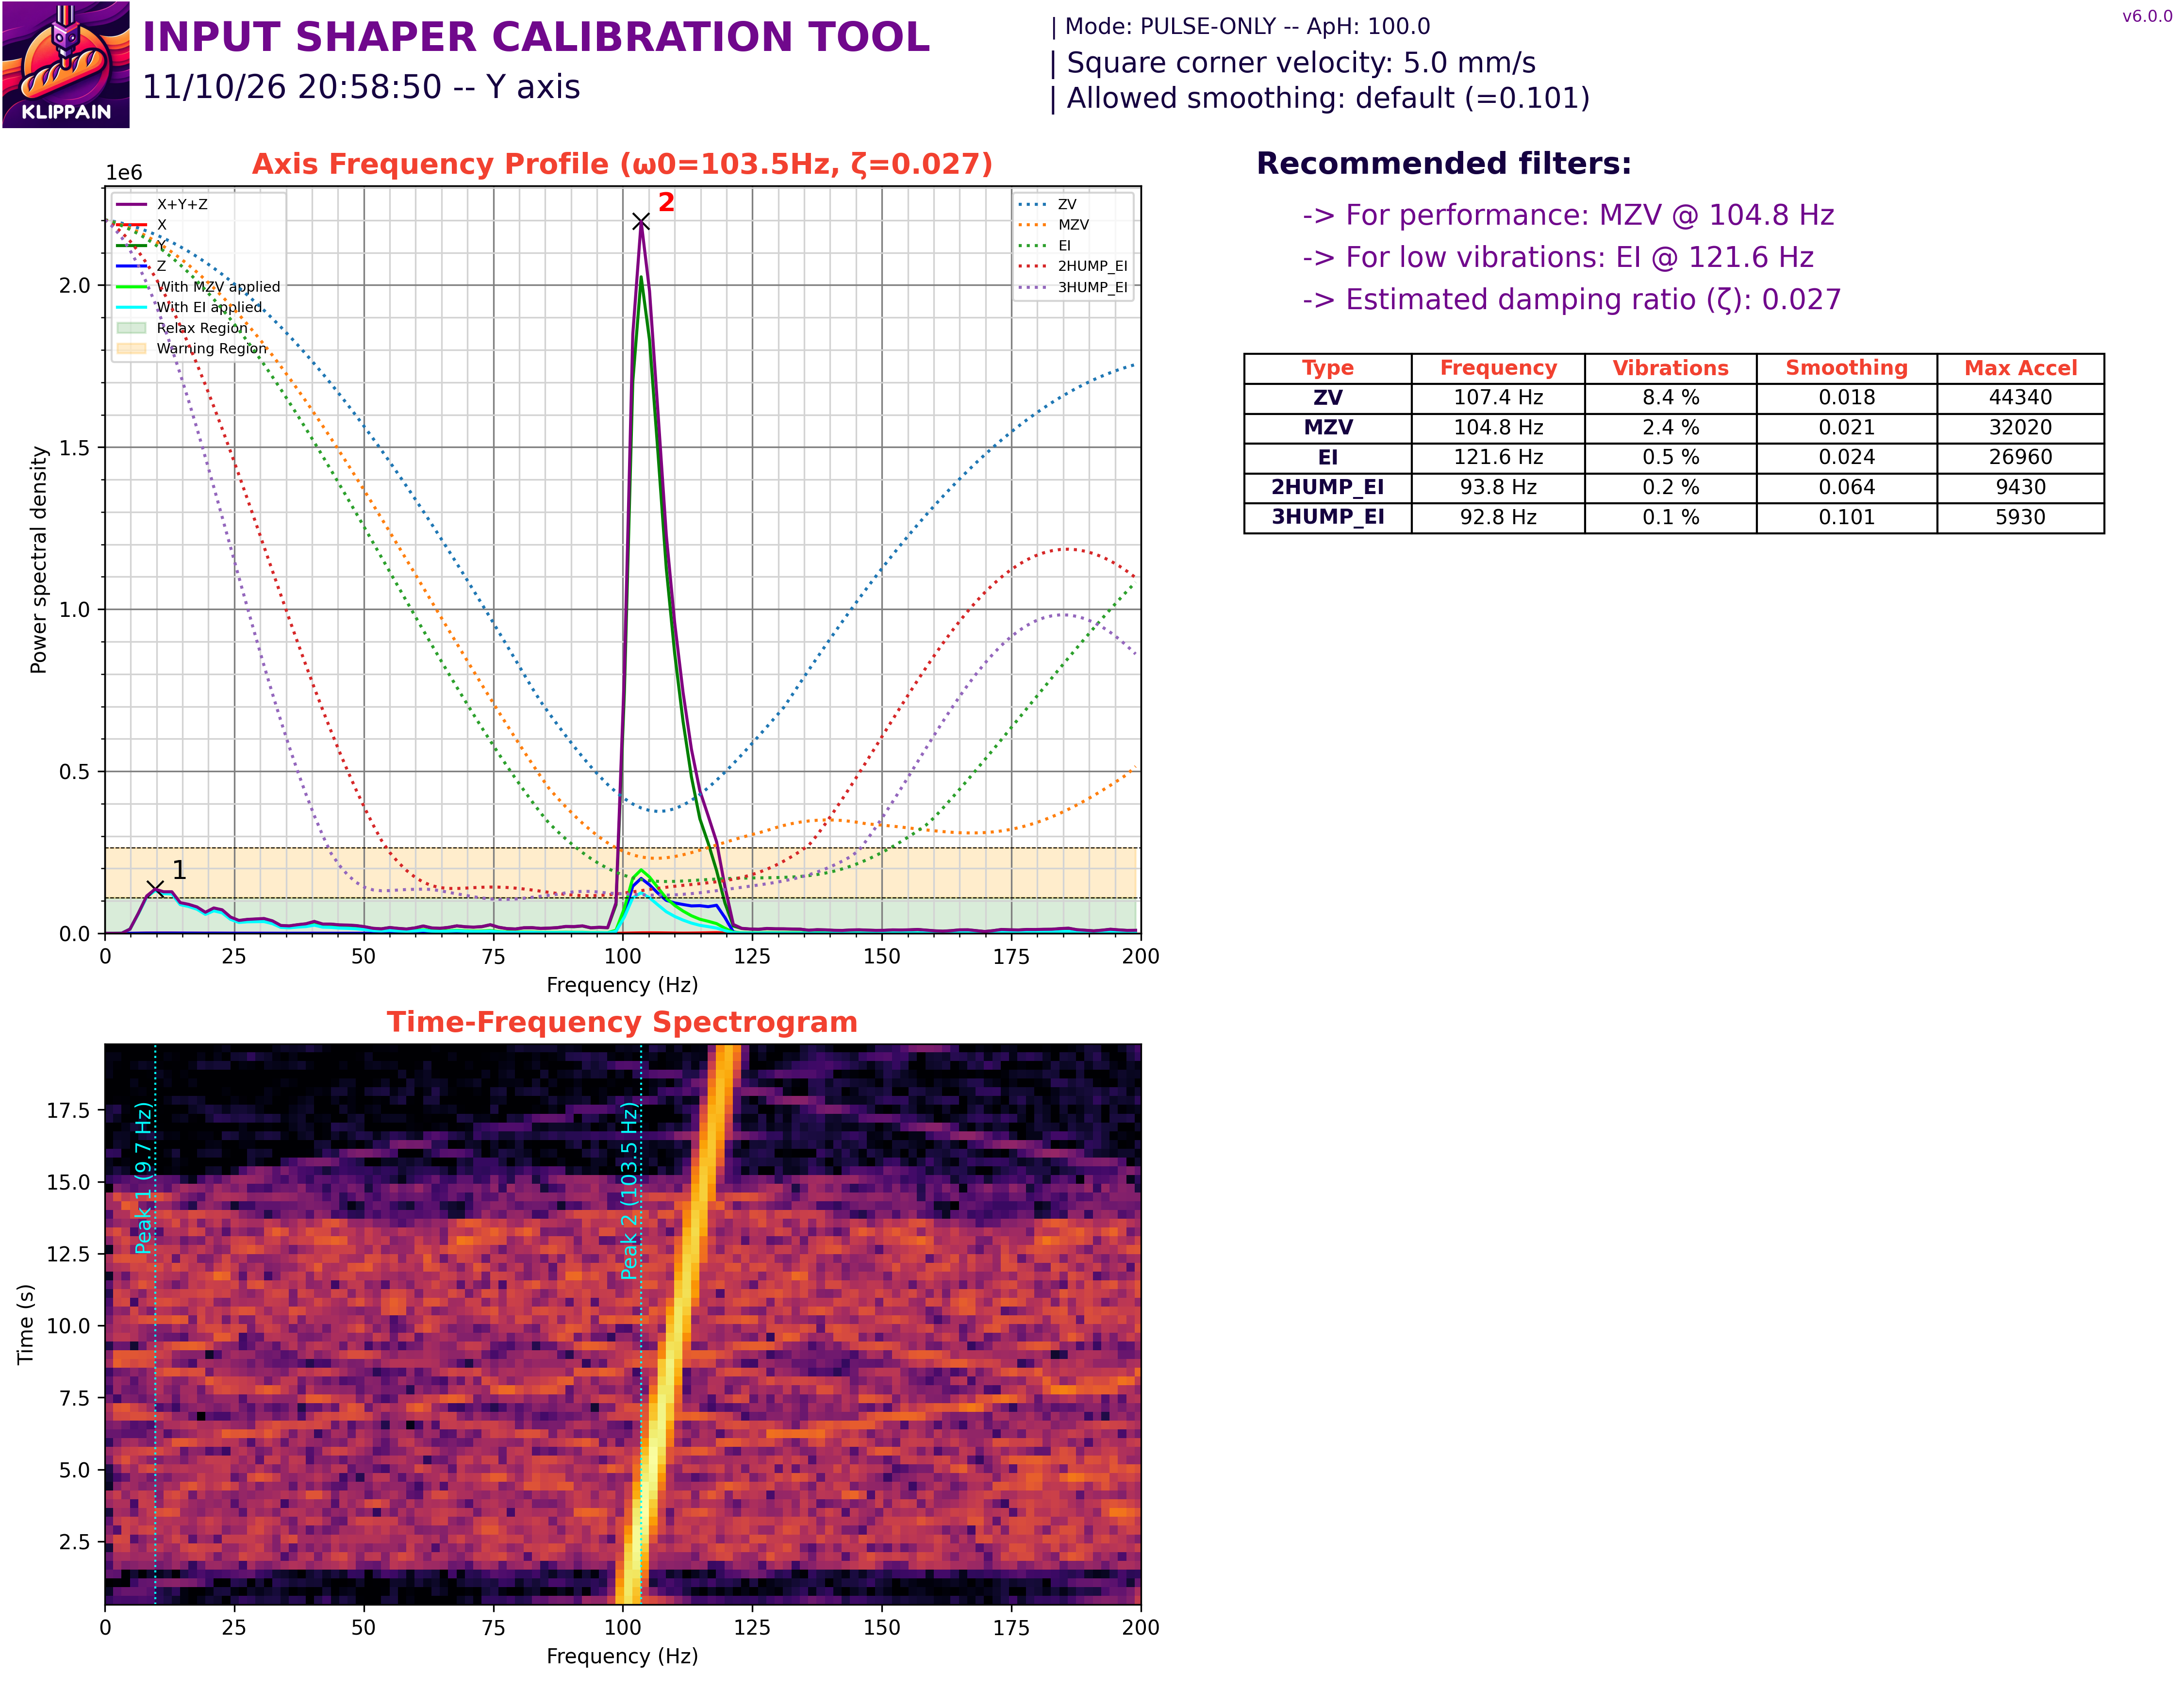 KLIPPAIN
INPUT SHAPER CALIBRATION TOOL
11/10/26 20:58:50 -- Y axis
| Mode: PULSE-ONLY -- ApH: 100.0
| Square corner velocity: 5.0 mm/s
| Allowed smoothing: default (=0.101)
v6.0.0
Axis Frequency Profile (ω0=103.5Hz, ζ=0.027)
1e6
X+Y+Z
X
Y
Z
With MZV applied
With EI applied
Relax Region
Warning Region
ZV
MZV
EI
2HUMP_EI
3HUMP_EI
2
1
Power spectral density
2.0
1.5
1.0
0.5
0.0
0 25 50 75 100 125 150 175 200
Frequency (Hz)
Recommended filters:
-> For performance: MZV @ 104.8 Hz
-> For low vibrations: EI @ 121.6 Hz
-> Estimated damping ratio (ζ): 0.027
Type Frequency Vibrations Smoothing Max Accel
ZV 107.4 Hz 8.4 % 0.018 44340
MZV 104.8 Hz 2.4 % 0.021 32020
EI 121.6 Hz 0.5 % 0.024 26960
2HUMP_EI 93.8 Hz 0.2 % 0.064 9430
3HUMP_EI 92.8 Hz 0.1 % 0.101 5930
Time-Frequency Spectrogram
Time (s)
17.5
15.0
12.5
10.0
7.5
5.0
2.5
Peak 1 (9.7 Hz)
Peak 2 (103.5 Hz)
0 25 50 75 100 125 150 175 200
Frequency (Hz)